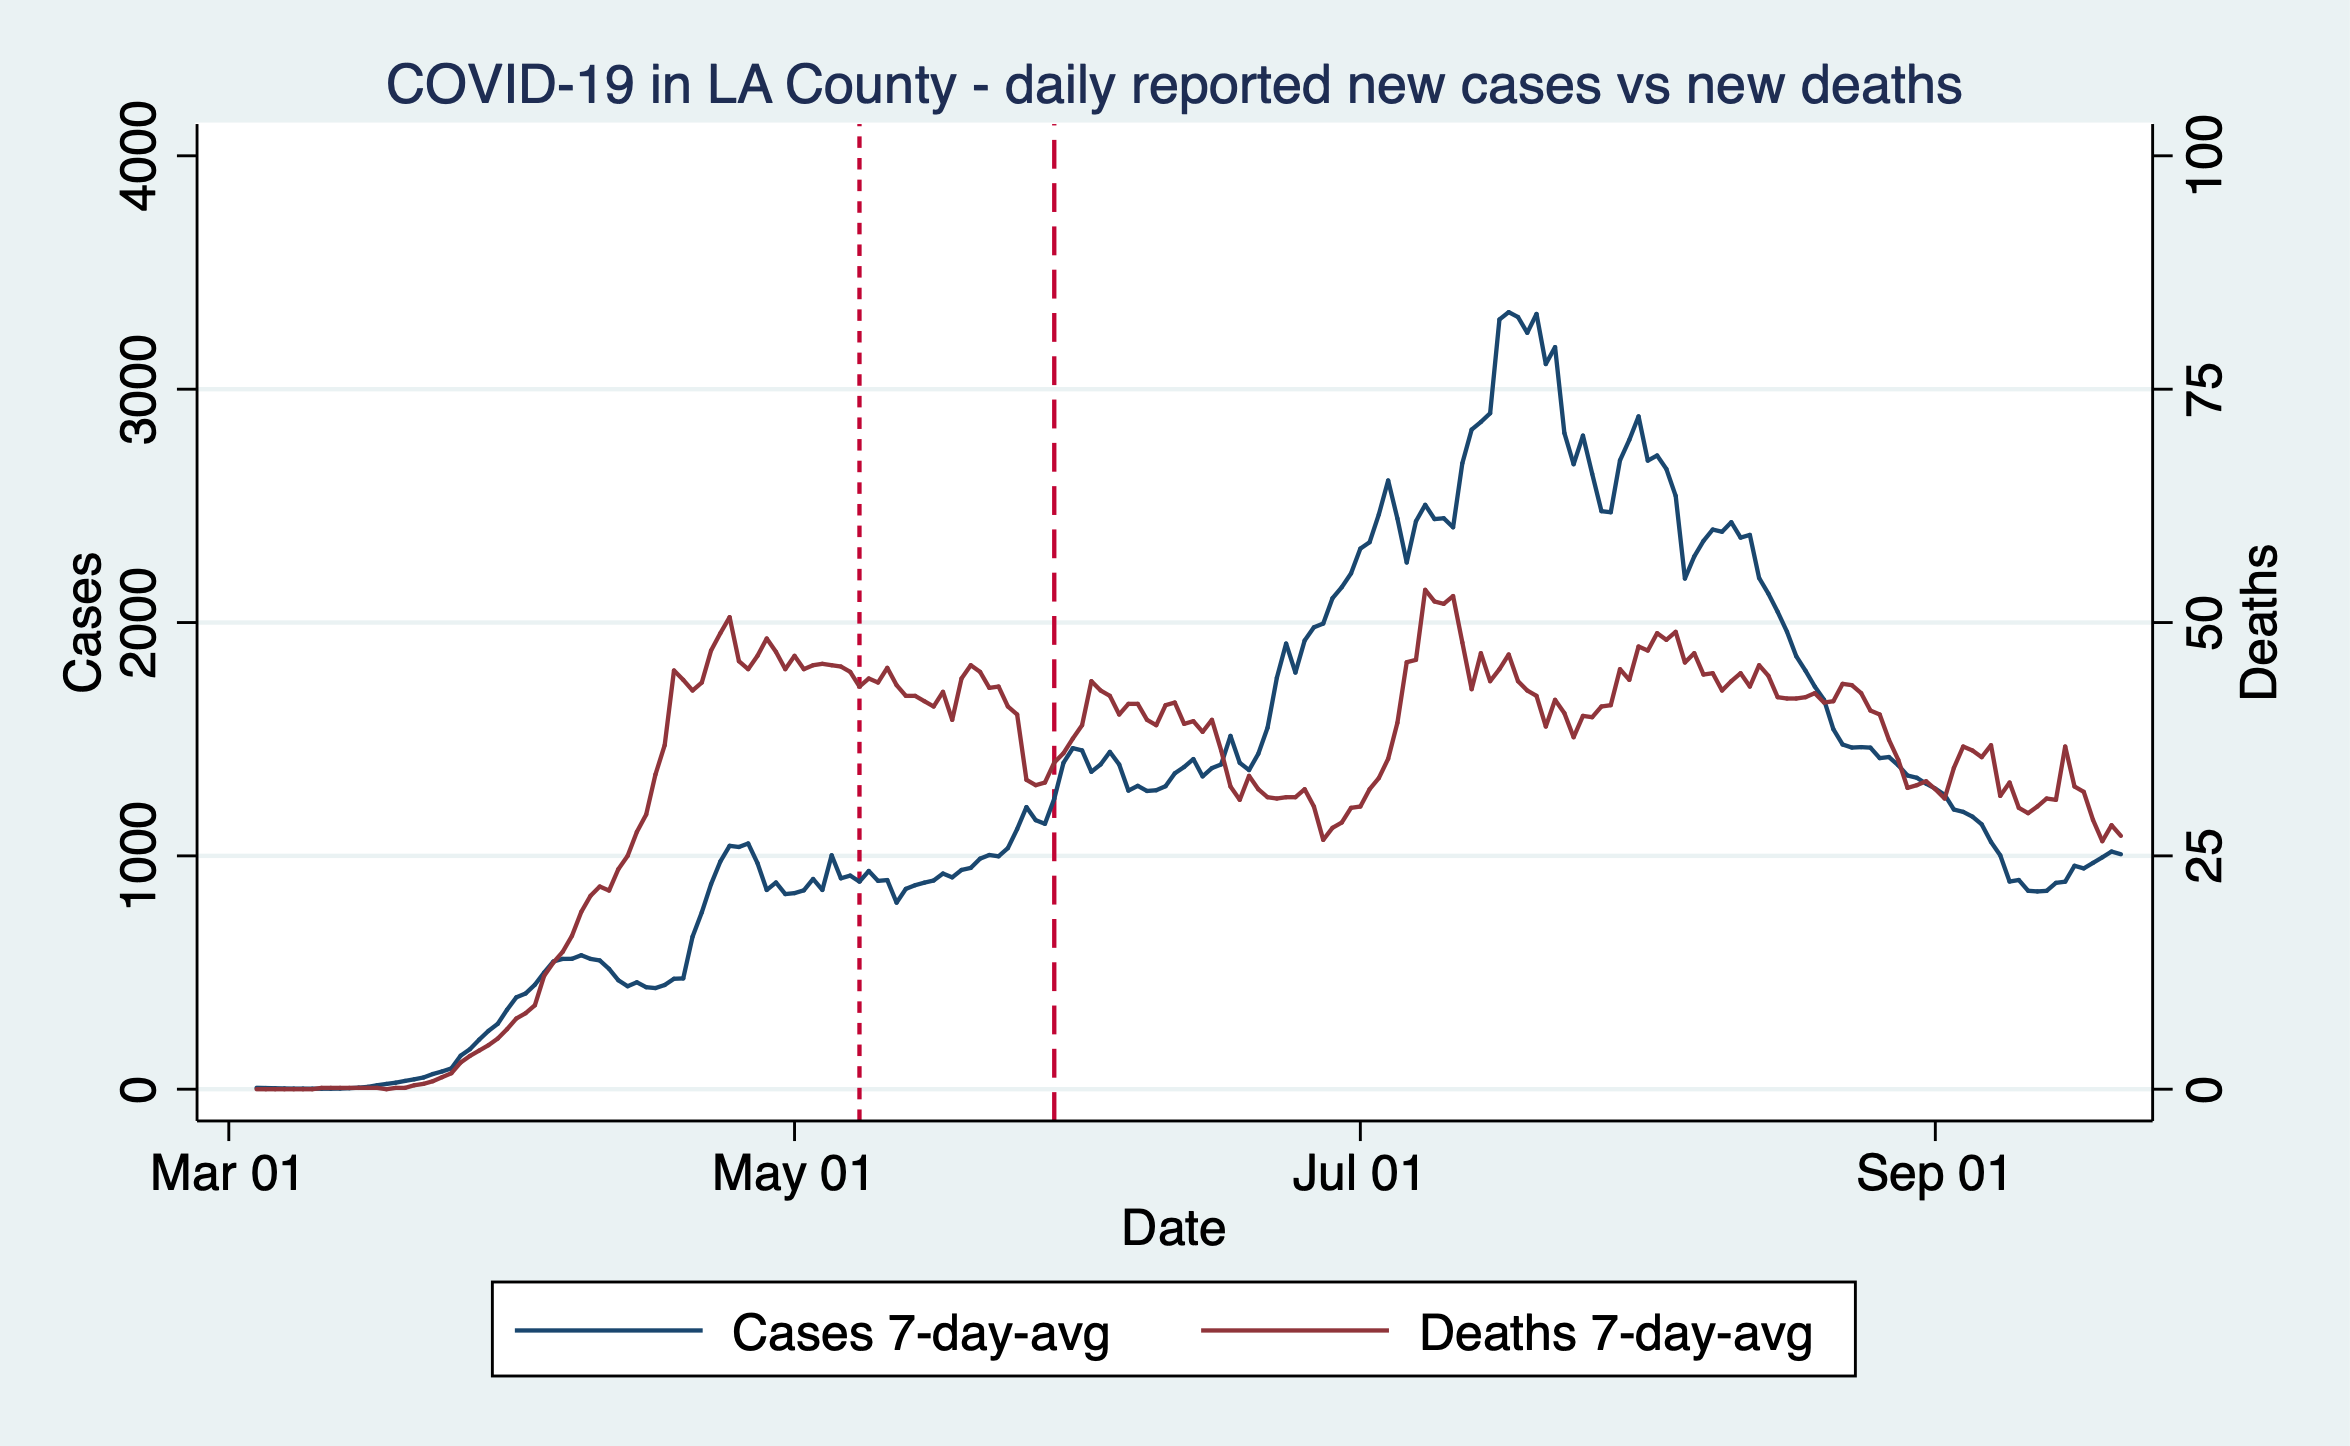 COVID-19 in LA County - daily reported new cases vs new deaths
Cases
4000
3000
2000
1000
0
100
75
50
25
0
Deaths
Mar 01
May 01
Jul 01
Sep 01
Date
Cases 7-day-avg
Deaths 7-day-avg